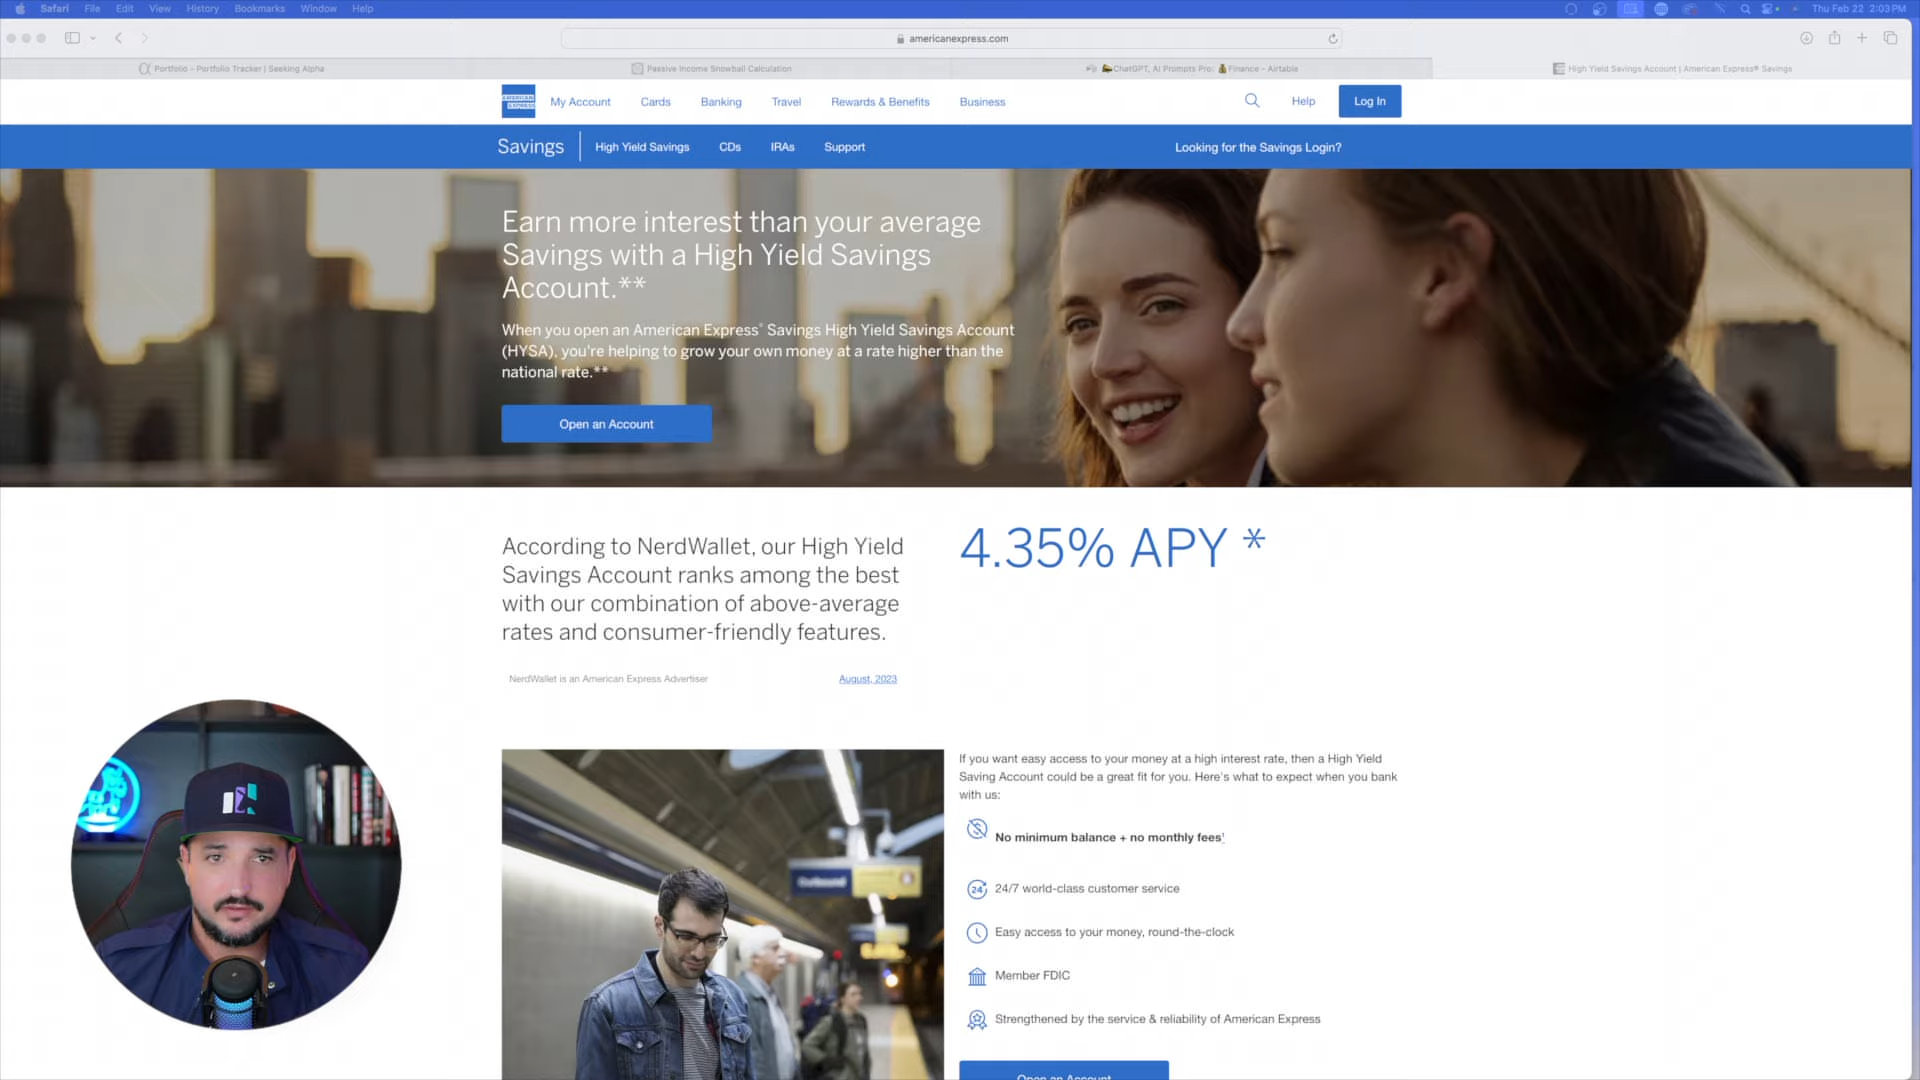 Safari File Edit View History Bookmarks Window Help
Thu Feb 22 2:03 PM
americanexpress.com
Portfolio – Portfolio Tracker | Seeking Alpha
Passive Income Snowball Calculation
ChatGPT, AI Prompts Pro: 💰Finance - Airtable
High Yield Savings Account | American Express® Savings
AMERICAN
EXPRESS
My Account Cards Banking Travel Rewards & Benefits Business
Help
Log In
Savings
High Yield Savings CDs IRAs Support
Looking for the Savings Login?
Earn more interest than your average
Savings with a High Yield Savings
Account.**
When you open an American Express® Savings High Yield Savings Account
(HYSA), you're helping to grow your own money at a rate higher than the
national rate.**
Open an Account
According to NerdWallet, our High Yield
Savings Account ranks among the best
with our combination of above-average
rates and consumer-friendly features.
NerdWallet is an American Express Advertiser
August, 2023
4.35% APY *
If you want easy access to your money at a high interest rate, then a High Yield
Saving Account could be a great fit for you. Here's what to expect when you bank
with us:
No minimum balance + no monthly fees¹
24
24/7 world-class customer service
Easy access to your money, round-the-clock
Member FDIC
Strengthened by the service & reliability of American Express
Open an Account
Outbound